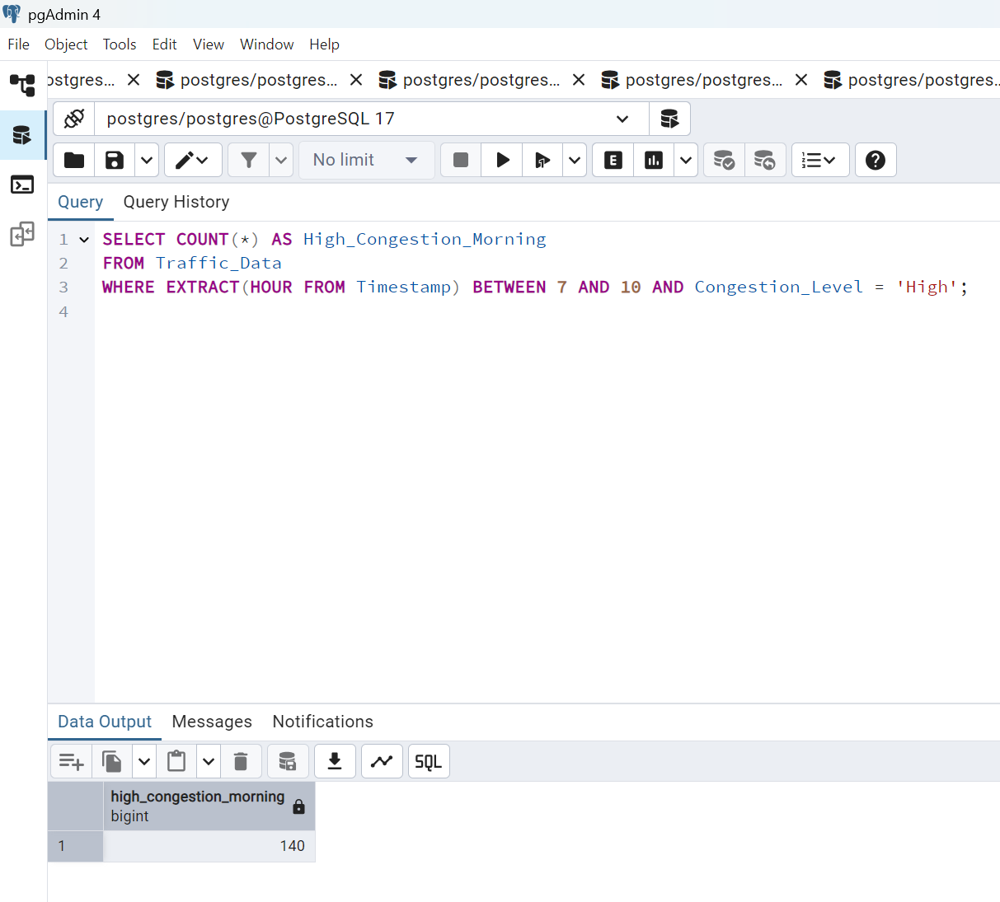 pgAdmin 4
File Object Tools Edit View Window Help
ostgres... postgres/postgres... postgres/postgres... postgres/postgres... postgres/postgres..
postgres/postgres@PostgreSQL 17
No limit E
Query Query History
1 SELECT COUNT(*) AS High_Congestion_Morning
2 FROM Traffic_Data
3 WHERE EXTRACT(HOUR FROM Timestamp) BETWEEN 7 AND 10 AND Congestion_Level = 'High';
4
Data Output Messages Notifications
SQL
high_congestion_morning
bigint
1 140